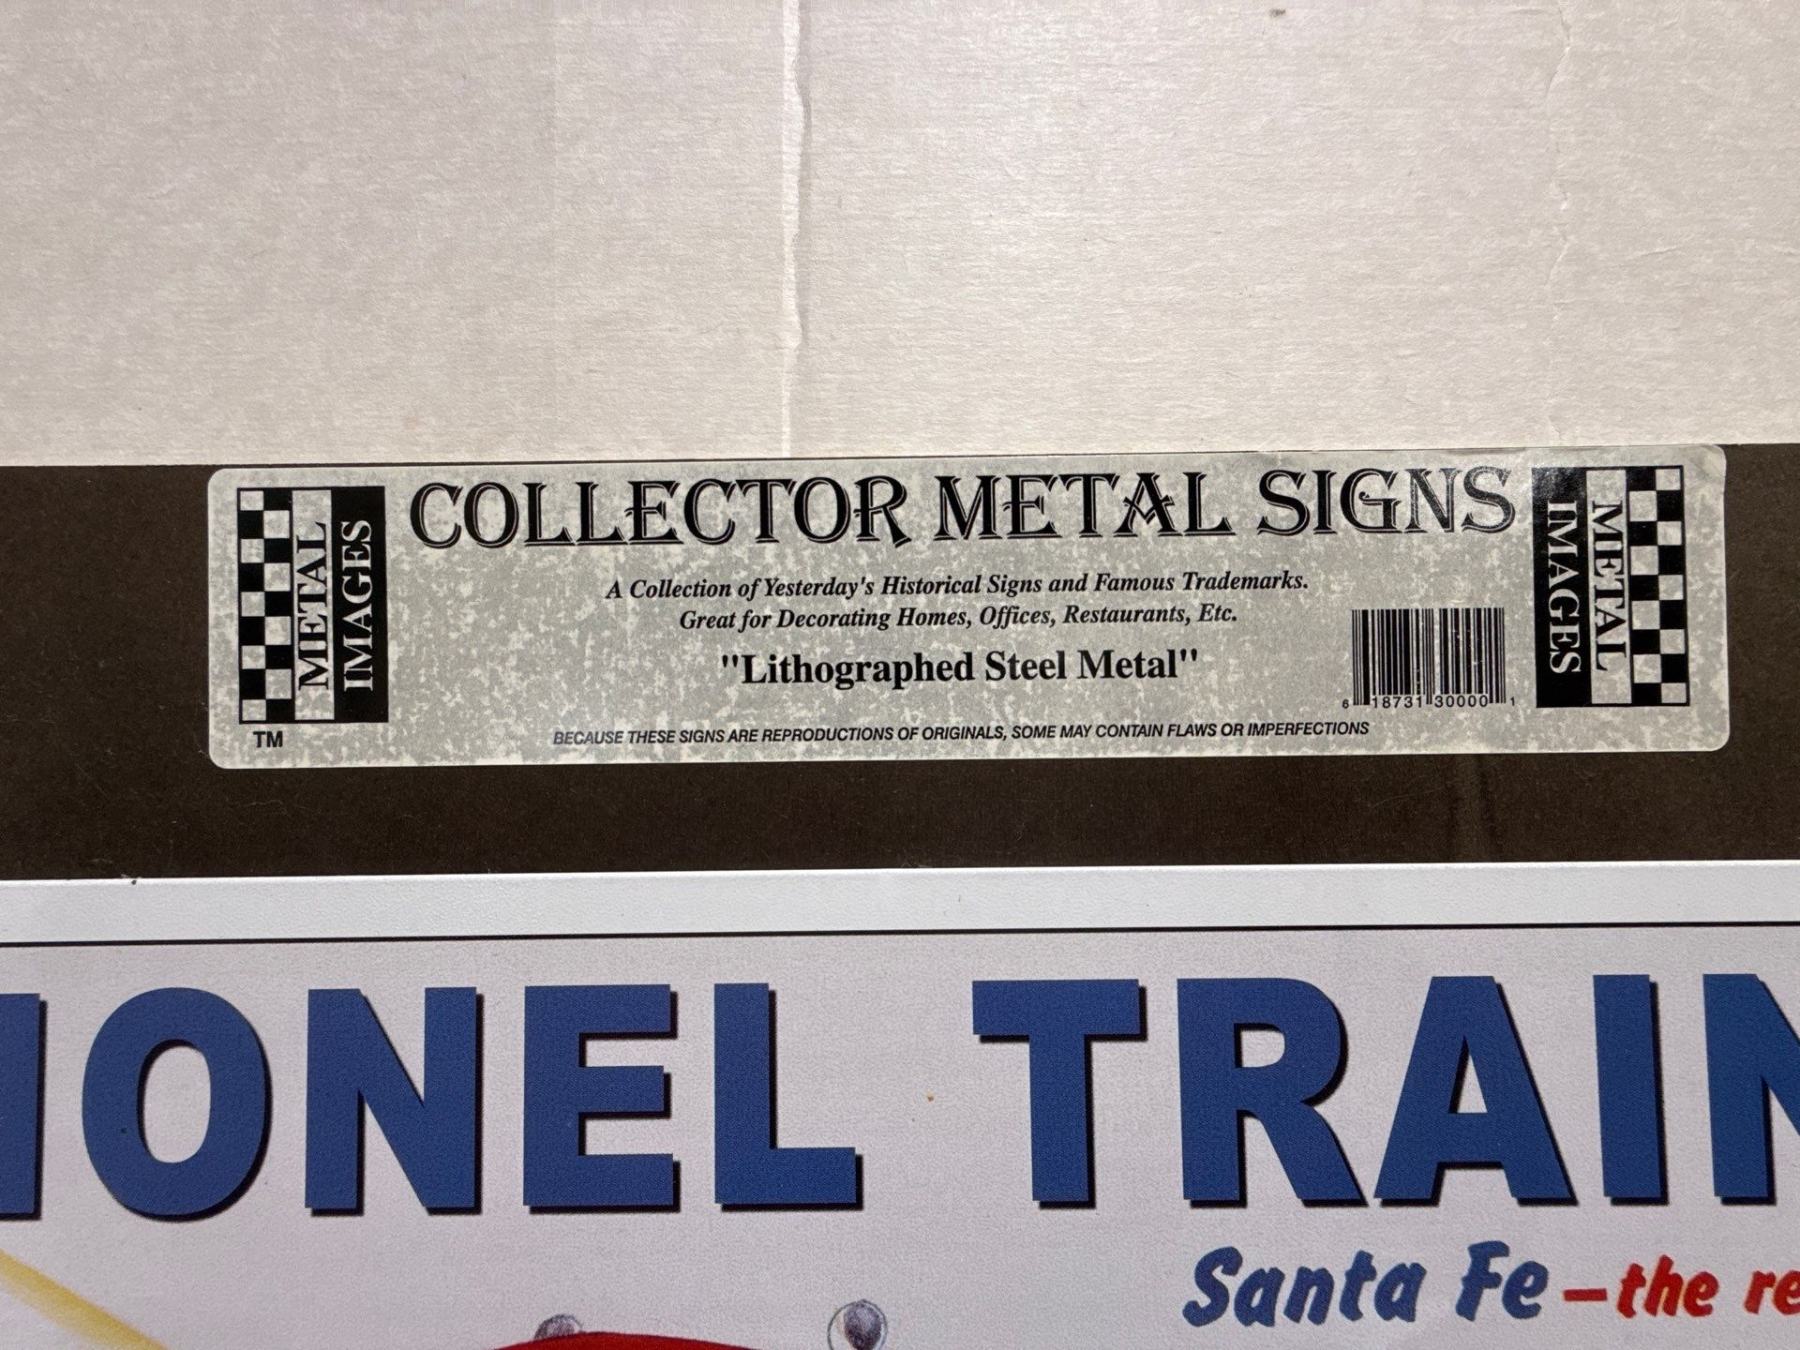 COLLECTOR METAL SIGNS
METAL
IMAGES
TM
A Collection of Yesterday's Historical Signs and Famous Trademarks.
Great for Decorating Homes, Offices, Restaurants, Etc.
"Lithographed Steel Metal"
BECAUSE THESE SIGNS ARE REPRODUCTIONS OF ORIGINALS, SOME MAY CONTAIN FLAWS OR IMPERFECTIONS
6 18731 30000 1
METAL
IMAGES
IONEL TRAIN
Santa Fe – the re